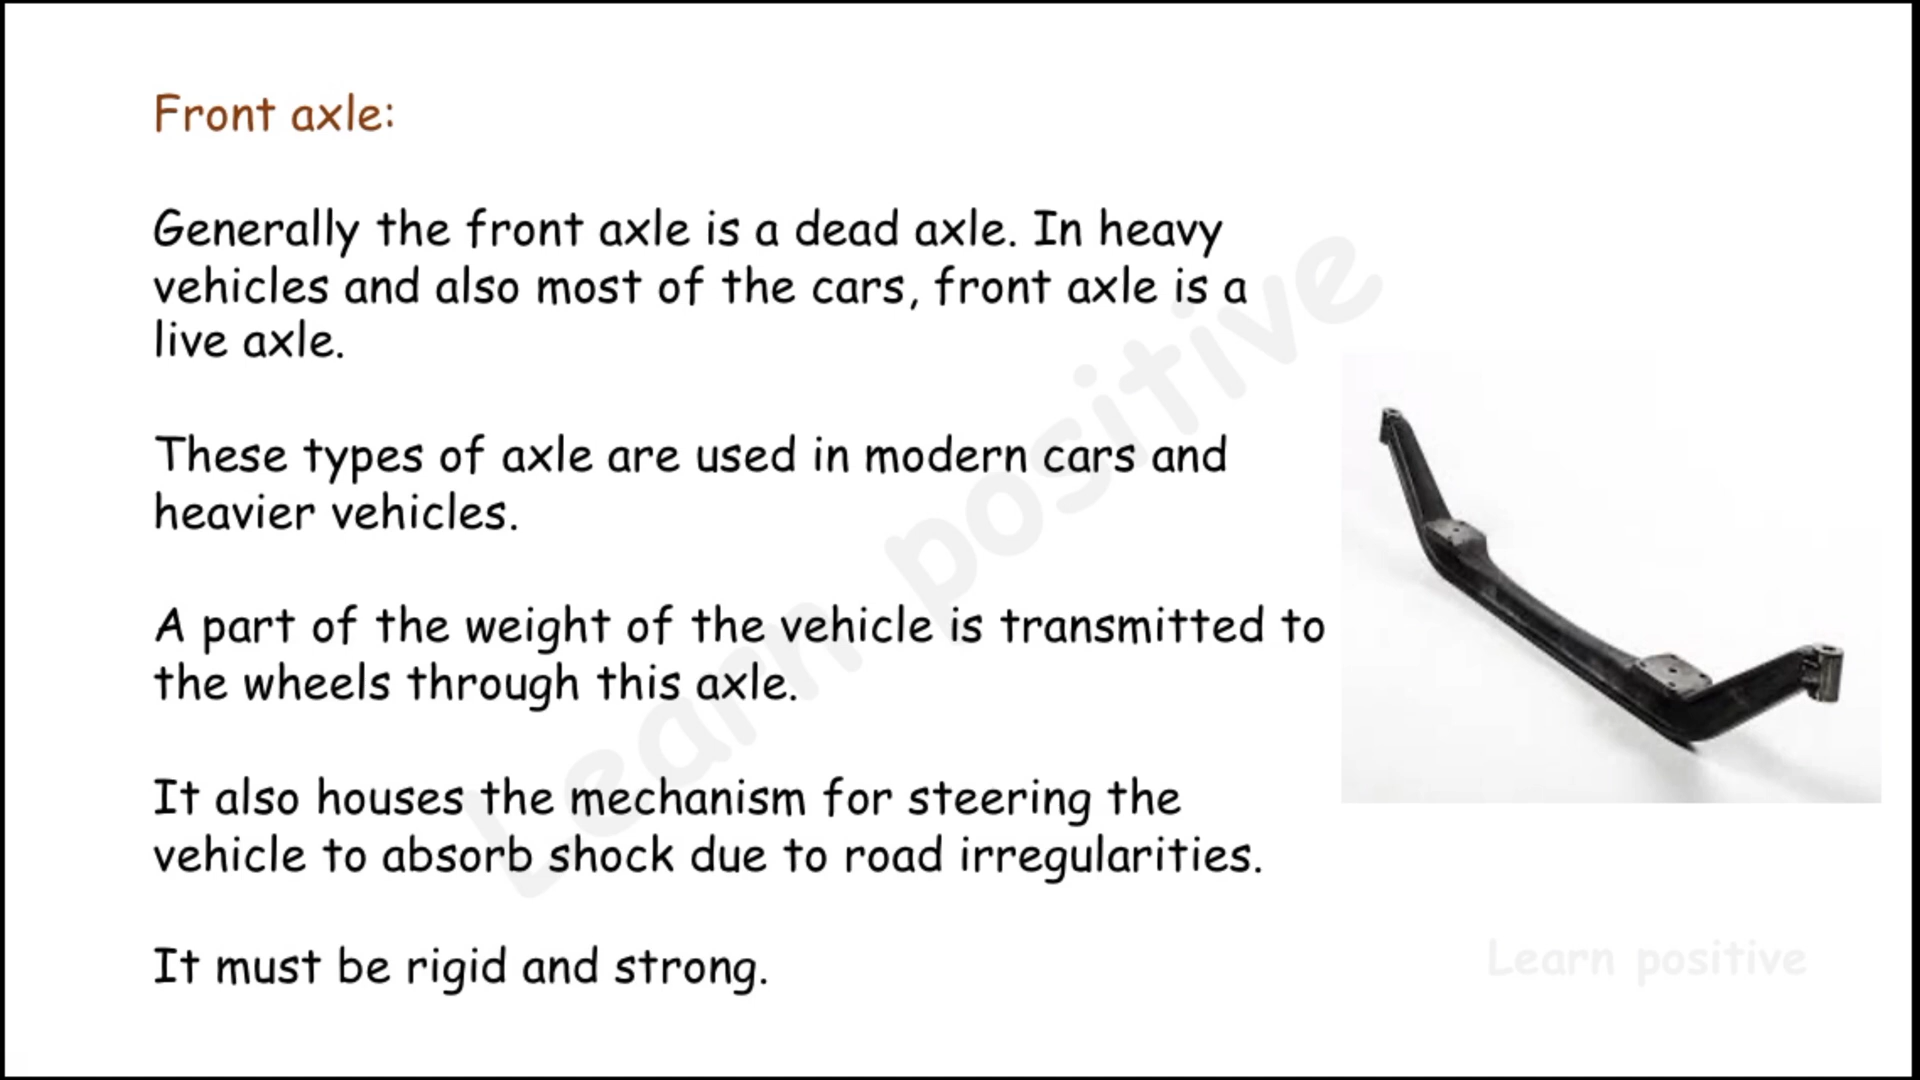 Front axle:
Generally the front axle is a dead axle. In heavy
vehicles and also most of the cars, front axle is a
live axle.
These types of axle are used in modern cars and
heavier vehicles.
A part of the weight of the vehicle is transmitted to
the wheels through this axle.
It also houses the mechanism for steering the
vehicle to absorb shock due to road irregularities.
It must be rigid and strong.
Learn positive
Learn positive